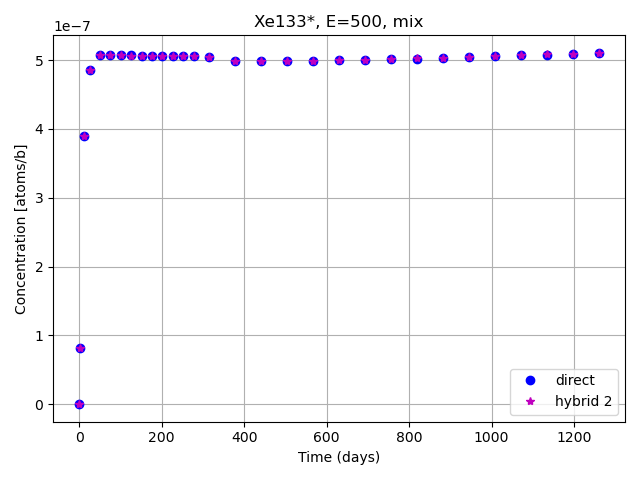 Xe133*, E=500, mix
1e−7
5
4
3
2
1
0
Concentration [atoms/b]
0 200 400 600 800 1000 1200
Time (days)
direct
hybrid 2